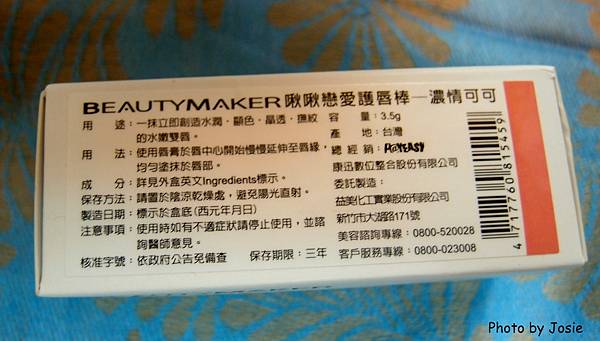 BEAUTYMAKER 啾啾戀愛護唇棒—濃情可可
用途：一抹立即創造水潤、顯色、晶透、撫紋
的水嫩雙唇。
用法：使用唇膏於唇中心開始慢慢延伸至唇緣，
均勻塗抹於唇部。
成分：詳見外盒英文Ingredients標示。
保存方法：請置於陰涼乾燥處，避免陽光直射。
製造日期：標示於盒底(西元年月日)
注意事項：使用時如有不適症狀請停止使用，並諮
詢醫師意見。
核准字號：依政府公告免備查 保存期限：三年
容量：3.5g
產地：台灣
總經銷：PAYEASY
康迅數位整合股份有限公司
委託製造：
益美化工實業股份有限公司
新竹市大湖路171號
美容諮詢專線：0800-520028
客戶服務專線：0800-023008
4 717760 815459
BEAUTYMAKER
Photo by Josie